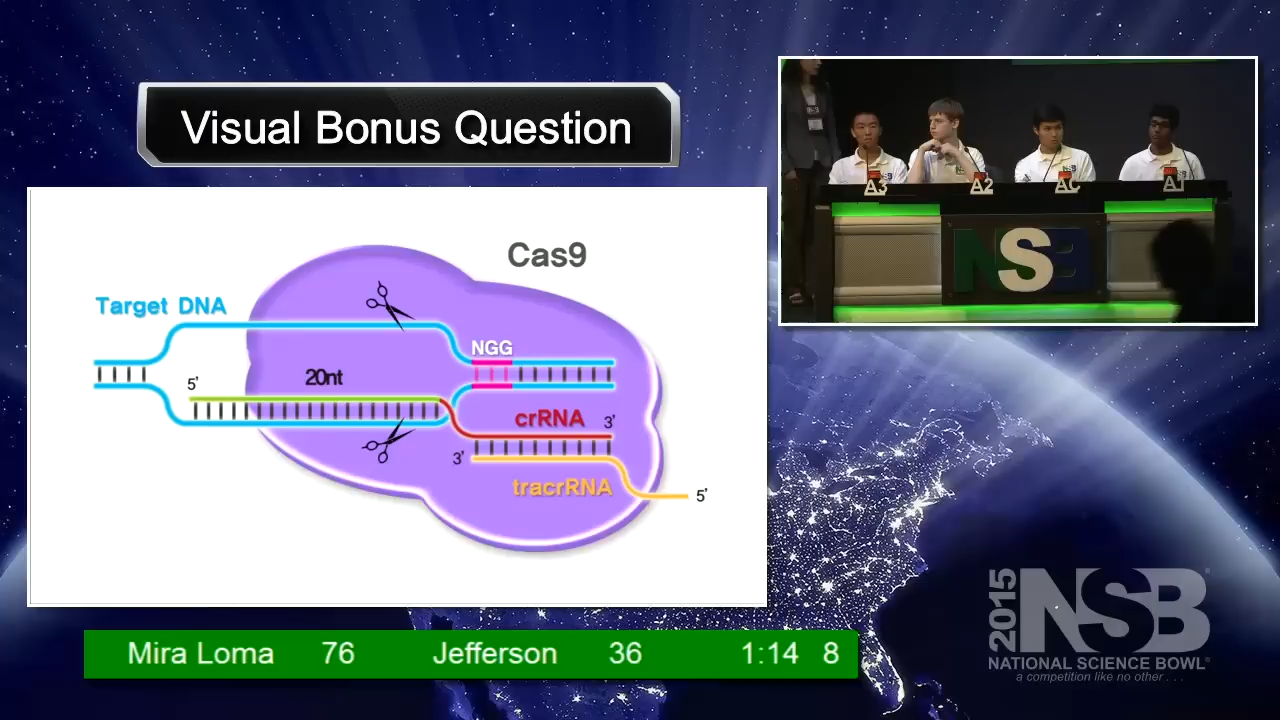 Visual Bonus Question
Cas9
Target DNA
NGG
5'
20nt
crRNA
3'
3'
tracrRNA
5'
A3
A2
AC
A1
NSB
Mira Loma 76 Jefferson 36 1:14 8
2015
NSB
NATIONAL SCIENCE BOWL®
a competition like no other . . .